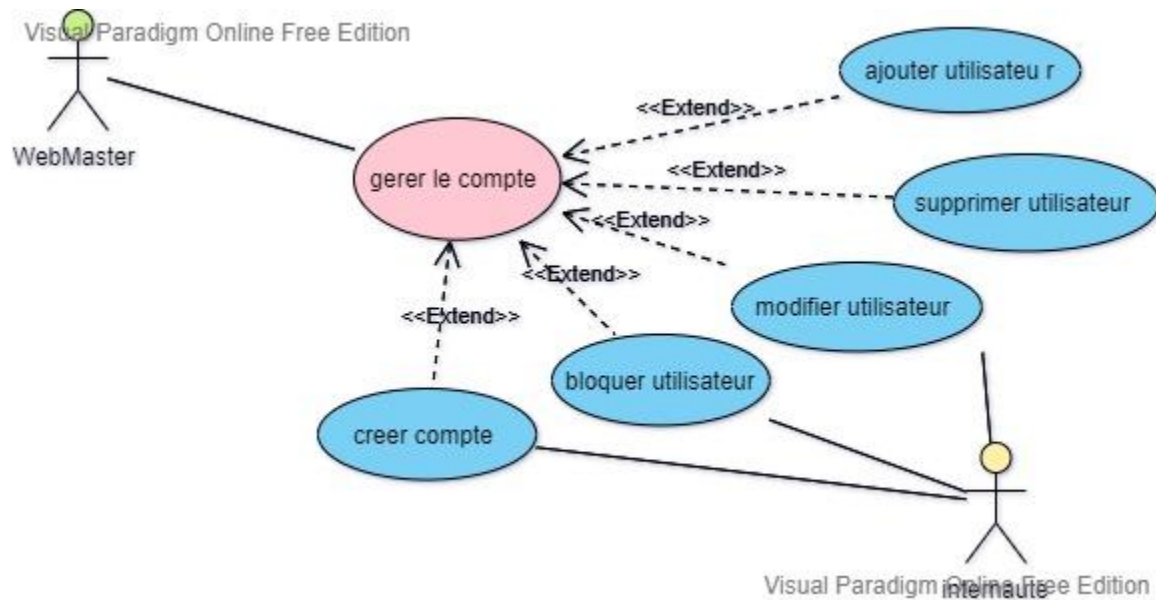 Visual Paradigm Online Free Edition
WebMaster
ajouter utilisateu r
<<Extend>>
gerer le compte
<<Extend>>
supprimer utilisateur
<<Extend>>
<<Extend>>
modifier utilisateur
<<Extend>>
bloquer utilisateur
creer compte
Visual Paradigm Online Free Edition
internaute